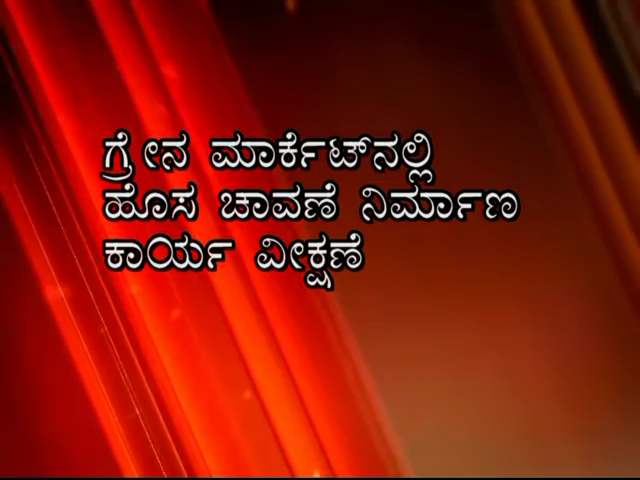 ಗ್ರೇನ ಮಾರ್ಕೆಟ್‌ನಲ್ಲಿ
ಹೊಸ ಚಾವಣಿ ನಿರ್ಮಾಣ
ಕಾರ್ಯ ವೀಕ್ಷಣೆ